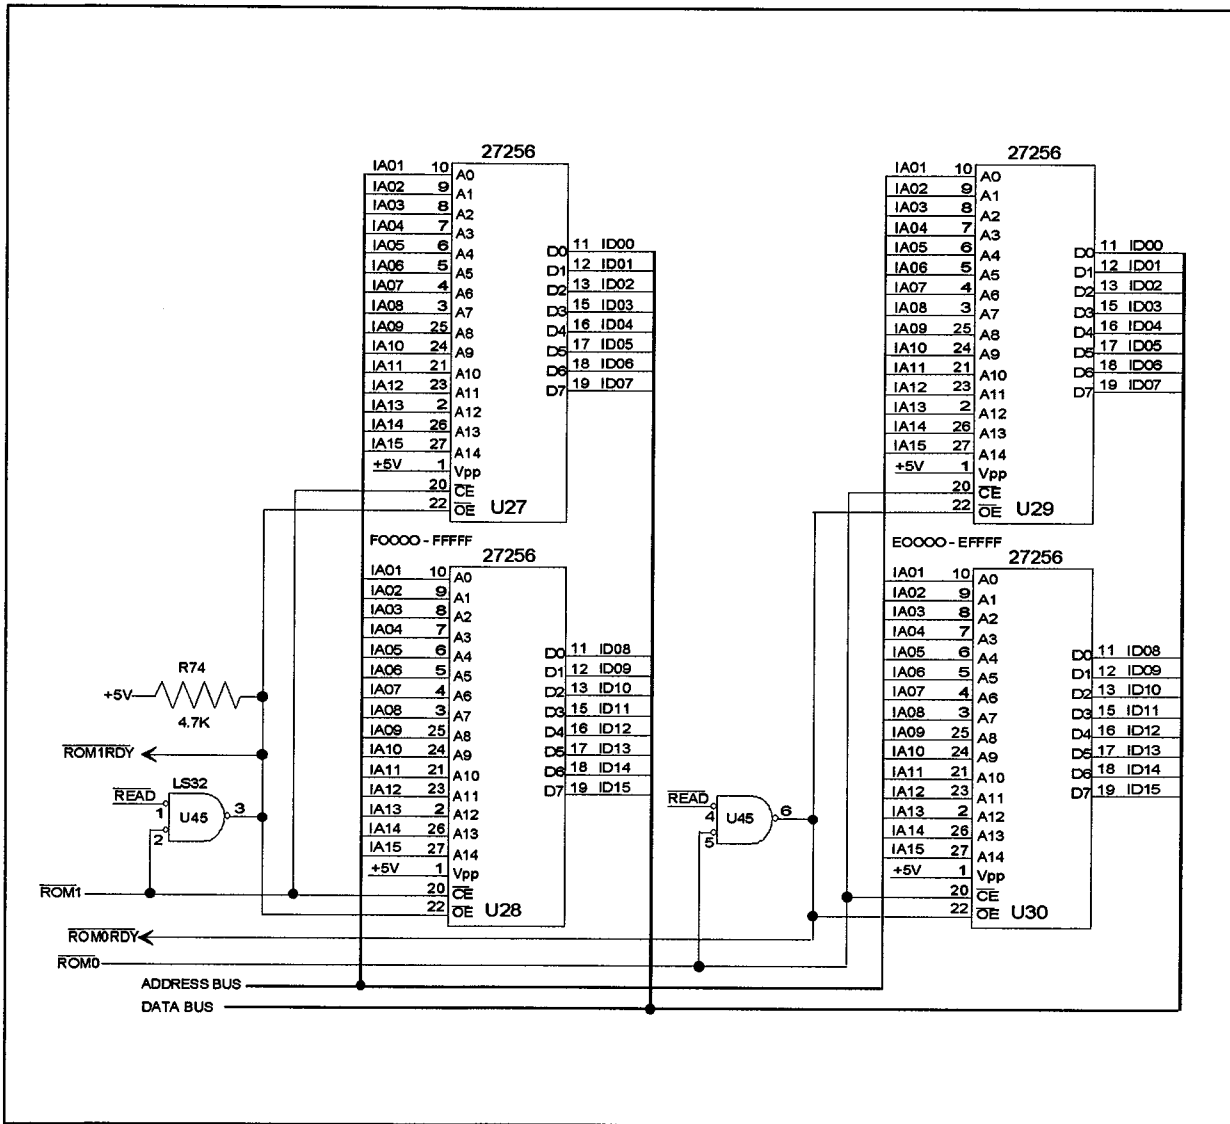 27256
IA01 10 A0
IA02 9 A1
IA03 8 A2
IA04 7 A3
IA05 6 A4
IA06 5 A5
IA07 4 A6
IA08 3 A7
IA09 25 A8
IA10 24 A9
IA11 21 A10
IA12 23 A11
IA13 2 A12
IA14 26 A13
IA15 27 A14
+5V 1 Vpp
20 CE
22 OE
D0 11 ID00
D1 12 ID01
D2 13 ID02
D3 15 ID03
D4 16 ID04
D5 17 ID05
D6 18 ID06
D7 19 ID07
U27
F0000 - FFFFF
27256
IA01 10 A0
IA02 9 A1
IA03 8 A2
IA04 7 A3
IA05 6 A4
IA06 5 A5
IA07 4 A6
IA08 3 A7
IA09 25 A8
IA10 24 A9
IA11 21 A10
IA12 23 A11
IA13 2 A12
IA14 26 A13
IA15 27 A14
+5V 1 Vpp
20 CE
22 OE
D0 11 ID08
D1 12 ID09
D2 13 ID10
D3 15 ID11
D4 16 ID12
D5 17 ID13
D6 18 ID14
D7 19 ID15
U28
27256
IA01 10 A0
IA02 9 A1
IA03 8 A2
IA04 7 A3
IA05 6 A4
IA06 5 A5
IA07 4 A6
IA08 3 A7
IA09 25 A8
IA10 24 A9
IA11 21 A10
IA12 23 A11
IA13 2 A12
IA14 26 A13
IA15 27 A14
+5V 1 Vpp
20 CE
22 OE
D0 11 ID00
D1 12 ID01
D2 13 ID02
D3 15 ID03
D4 16 ID04
D5 17 ID05
D6 18 ID06
D7 19 ID07
U29
E0000 - EFFFF
27256
IA01 10 A0
IA02 9 A1
IA03 8 A2
IA04 7 A3
IA05 6 A4
IA06 5 A5
IA07 4 A6
IA08 3 A7
IA09 25 A8
IA10 24 A9
IA11 21 A10
IA12 23 A11
IA13 2 A12
IA14 26 A13
IA15 27 A14
+5V 1 Vpp
20 CE
22 OE
D0 11 ID08
D1 12 ID09
D2 13 ID10
D3 15 ID11
D4 16 ID12
D5 17 ID13
D6 18 ID14
D7 19 ID15
U30
R74
+5V
4.7K
ROM1RDY
LS32
READ
1
2
U45
3
READ
4
5
U45
6
ROM1
ROM0RDY
ROM0
ADDRESS BUS
DATA BUS